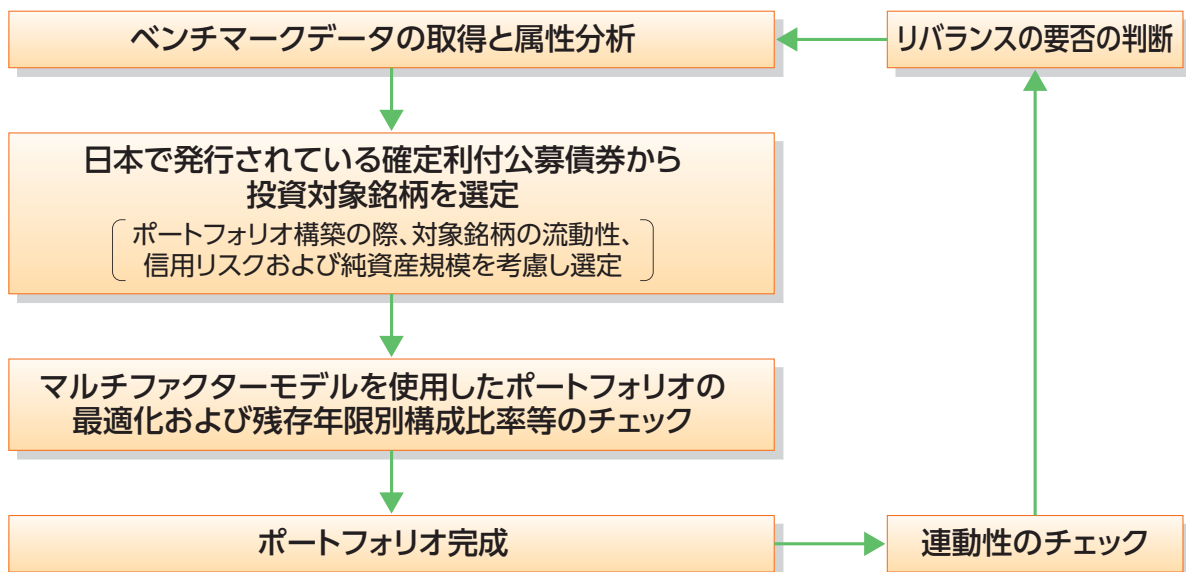 ベンチマークデータの取得と属性分析
リバランスの要否の判断
日本で発行されている確定利付公募債券から
投資対象銘柄を選定
ポートフォリオ構築の際、対象銘柄の流動性、
信用リスクおよび純資産規模を考慮し選定
マルチファクターモデルを使用したポートフォリオの
最適化および残存年限別構成比率等のチェック
ポートフォリオ完成
連動性のチェック